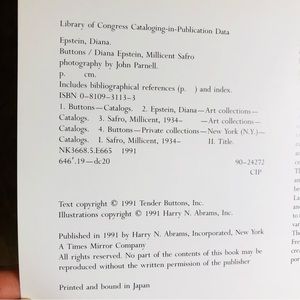 Library of Congress Cataloging-in-Publication Data
Epstein, Diana.
Buttons / Diana Epstein, Millicent Safro
photography by John Parnell.
p. cm.
Includes bibliographical references (p. ) and index.
ISBN 0-8109-3113-3
1. Buttons—Catalogs. 2. Epstein, Diana—Art collections—
Catalogs. 3. Safro, Millicent, 1934- —Art collections—
Catalogs. 4. Buttons—Private collections—New York (N.Y.)—
Catalogs. I. Safro, Millicent, 1934– II. Title.
NK3668.5.E665 1991
646'.19—dc20 90-24272
CIP
Text copyright © 1991 Tender Buttons, Inc.
Illustrations copyright © 1991 Harry N. Abrams, Inc.
Published in 1991 by Harry N. Abrams, Incorporated, New York
A Times Mirror Company
All rights reserved. No part of the contents of this book may be
reproduced without the written permission of the publisher
Printed and bound in Japan